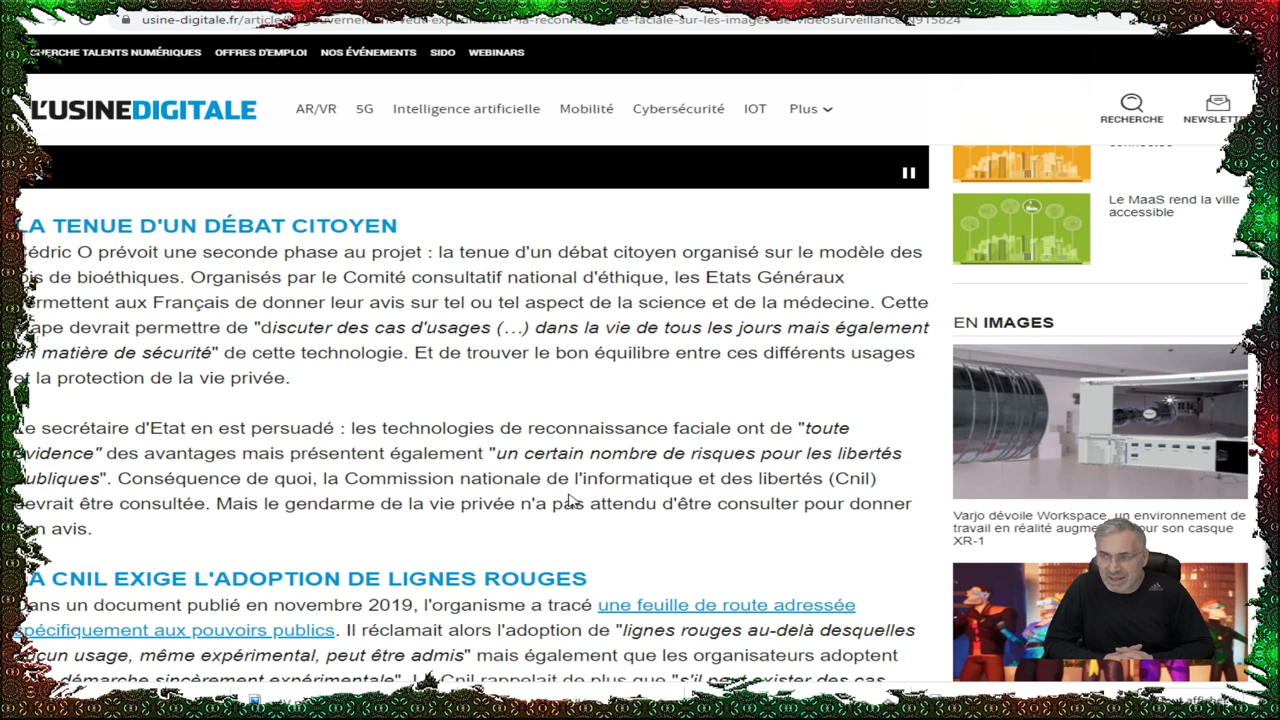 usine-digitale.fr/article/
CHERCHE TALENTS NUMÉRIQUES OFFRES D'EMPLOI NOS ÉVÉNEMENTS SIDO WEBINARS
L'USINEDIGITALE AR/VR 5G Intelligence artificielle Mobilité Cybersécurité IOT Plus
RECHERCHE NEWSLETT
Le MaaS rend la ville
accessible
LA TENUE D'UN DÉBAT CITOYEN
Cédric O prévoit une seconde phase au projet : la tenue d'un débat citoyen organisé sur le modèle des
lois de bioéthiques. Organisés par le Comité consultatif national d'éthique, les Etats Généraux
permettent aux Français de donner leur avis sur tel ou tel aspect de la science et de la médecine. Cette
étape devrait permettre de "discuter des cas d'usages (…) dans la vie de tous les jours mais également
en matière de sécurité" de cette technologie. Et de trouver le bon équilibre entre ces différents usages
et la protection de la vie privée.
Le secrétaire d'Etat en est persuadé : les technologies de reconnaissance faciale ont de "toute
évidence" des avantages mais présentent également "un certain nombre de risques pour les libertés
publiques". Conséquence de quoi, la Commission nationale de l'informatique et des libertés (Cnil)
devrait être consultée. Mais le gendarme de la vie privée n'a pas attendu d'être consulter pour donner
son avis.
LA CNIL EXIGE L'ADOPTION DE LIGNES ROUGES
Dans un document publié en novembre 2019, l'organisme a tracé une feuille de route adressée
spécifiquement aux pouvoirs publics. Il réclamait alors l'adoption de "lignes rouges au-delà desquelles
aucun usage, même expérimental, peut être admis" mais également que les organisateurs adoptent
démarche sincèrement expérimentale". La Cnil rappelait de plus que "s'il peut exister des cas
EN IMAGES
Varjo dévoile Workspace, un environnement de
travail en réalité augmentée pour son casque
XR-1